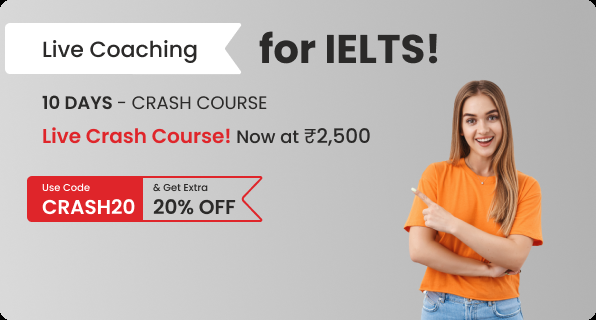 Live Coaching for IELTS!
10 DAYS - CRASH COURSE
Live Crash Course! Now at ₹2,500
Use Code & Get Extra
CRASH20 20% OFF